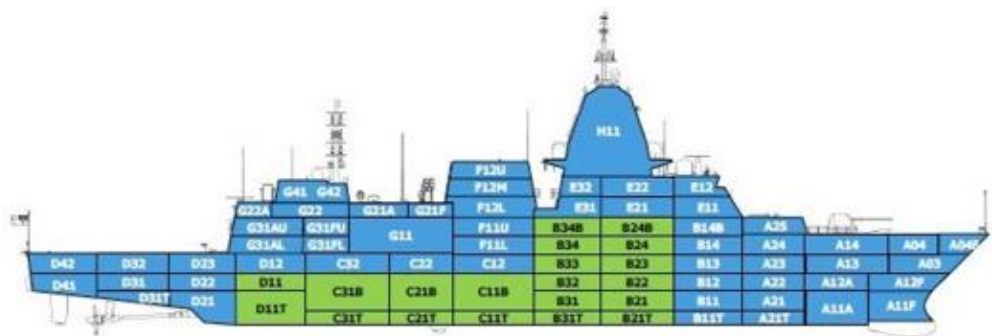 H11
F12U
F12M E32 E22 E12
G41 G42
G22A G22 G21A G21F F12L E31 E21 E11
G31AU G31FU G11 F11U B34B B24B B14B A25
G31AL G31FL F11L B34 B24 B14 A24 A14 A04 A04F
D42 D32 D23 D12 C32 C22 C12 B33 B23 B13 A23 A13 A03
D41 D31 D22 D11 C31B C21B C11B B32 B22 B12 A22 A12A A12F
D31T D21 D11T B31 B21 B11 A21 A11A A11F
C31T C21T C11T B31T B21T B11T A21T